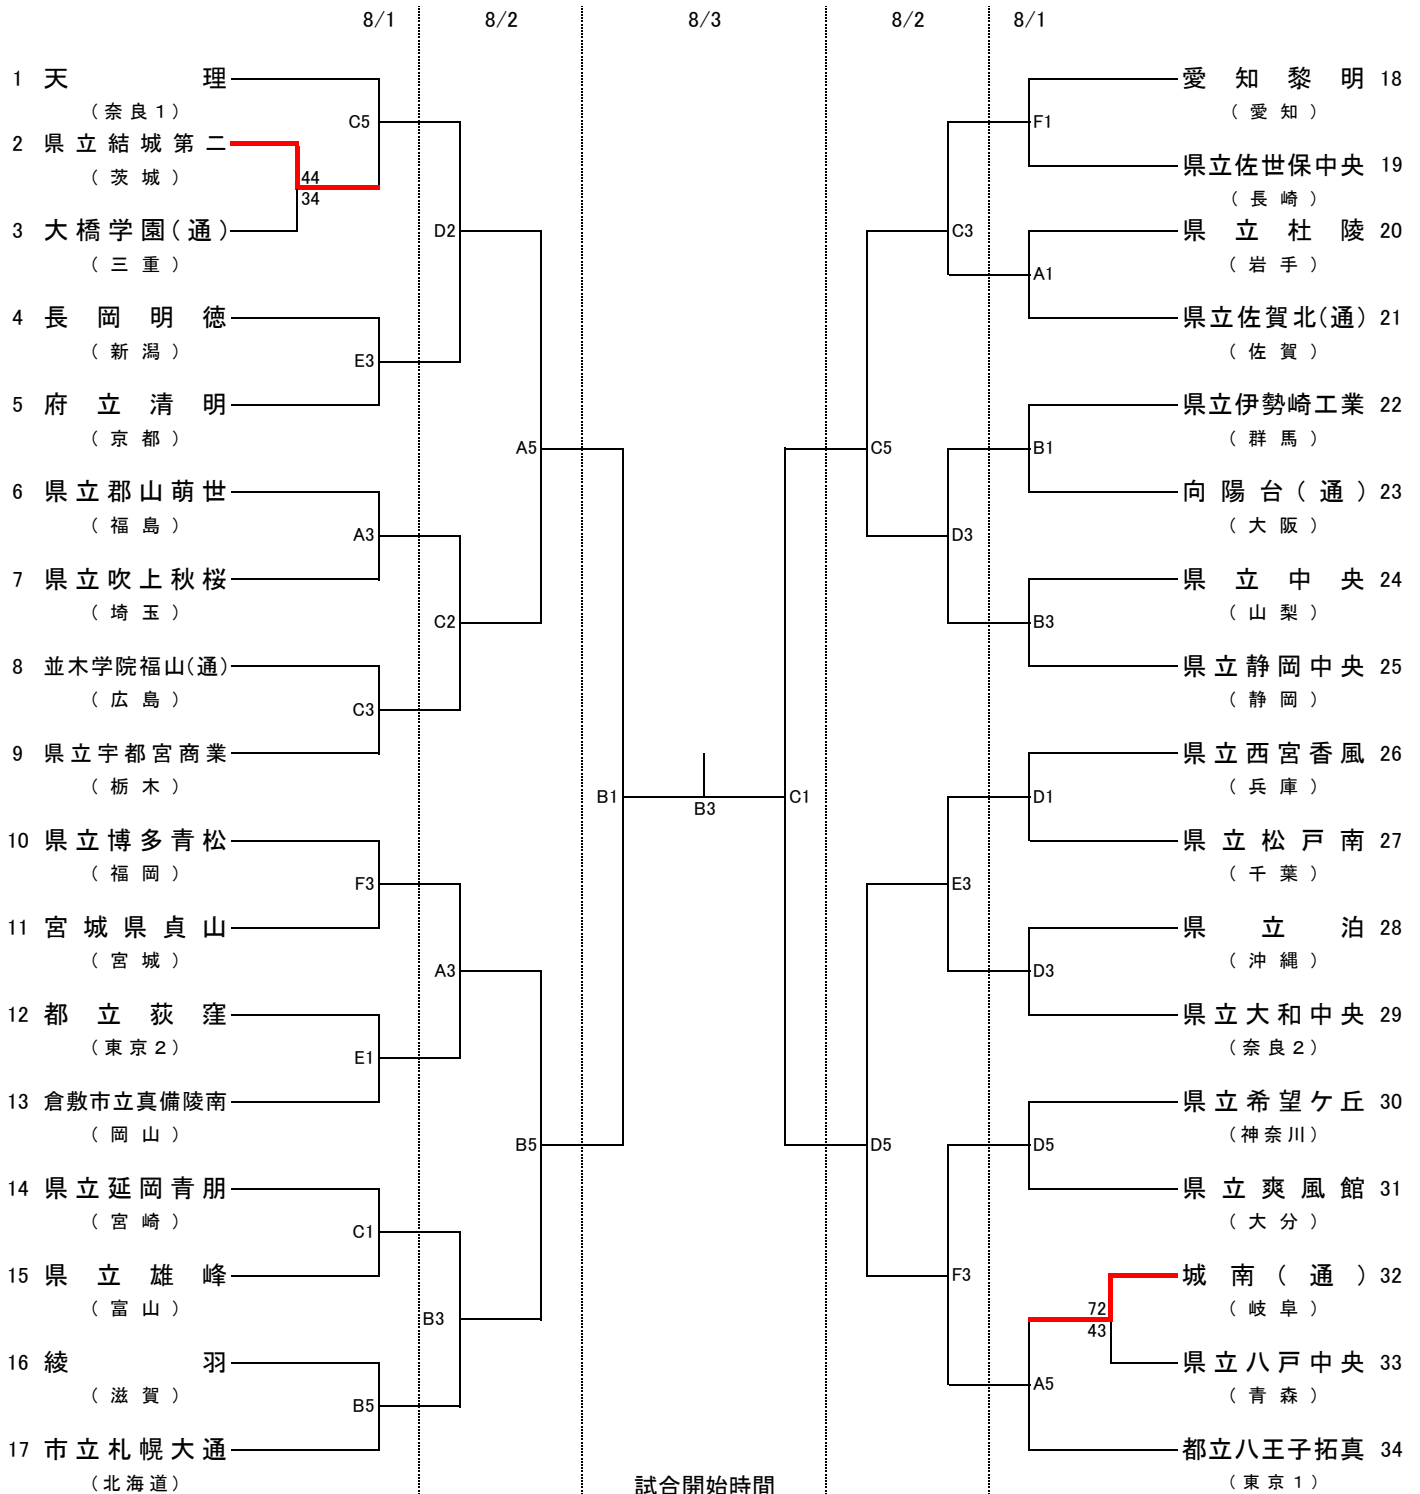 8/1 8/2 8/3 8/2 8/1
1 天理
(奈良1)
2 県立結城第二
(茨城)
44
34
3 大橋学園(通)
(三重)
4 長岡明徳
(新潟)
5 府立清明
(京都)
6 県立郡山萌世
(福島)
7 県立吹上秋桜
(埼玉)
8 並木学院福山(通)
(広島)
9 県立宇都宮商業
(栃木)
10 県立博多青松
(福岡)
11 宮城県貞山
(宮城)
12 都立荻窪
(東京2)
13 倉敷市立真備陵南
(岡山)
14 県立延岡青朋
(宮崎)
15 県立雄峰
(富山)
16 綾羽
(滋賀)
17 市立札幌大通
(北海道)
C5
E3
A3
C3
F3
E1
C1
B5
D2
C2
A3
B3
A5
B5
B1
B3
C1
C5
D5
C3
D3
E3
F3
F1
A1
B1
B3
D1
D3
D5
A5
愛知黎明 18
(愛知)
県立佐世保中央 19
(長崎)
県立杜陵 20
(岩手)
県立佐賀北(通) 21
(佐賀)
県立伊勢崎工業 22
(群馬)
向陽台(通) 23
(大阪)
県立中央 24
(山梨)
県立静岡中央 25
(静岡)
県立西宮香風 26
(兵庫)
県立松戸南 27
(千葉)
県立泊 28
(沖縄)
県立大和中央 29
(奈良2)
県立希望ケ丘 30
(神奈川)
県立爽風館 31
(大分)
城南(通) 32
(岐阜)
72
43
県立八戸中央 33
(青森)
都立八王子拓真 34
(東京1)
試合開始時間